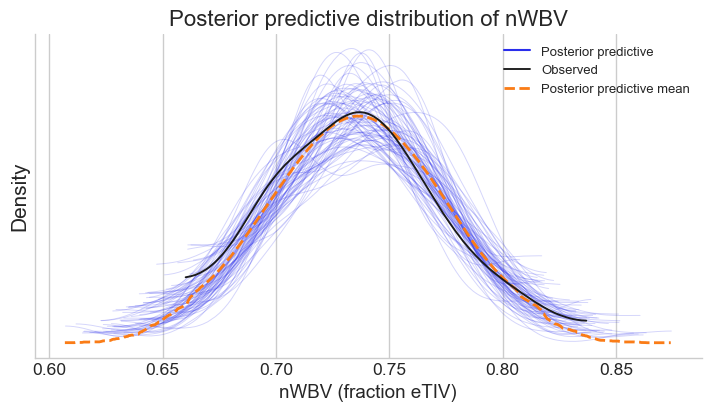 Posterior predictive distribution of nWBV
Posterior predictive
Observed
Posterior predictive mean
Density
0.60
0.65
0.70
0.75
0.80
0.85
nWBV (fraction eTIV)